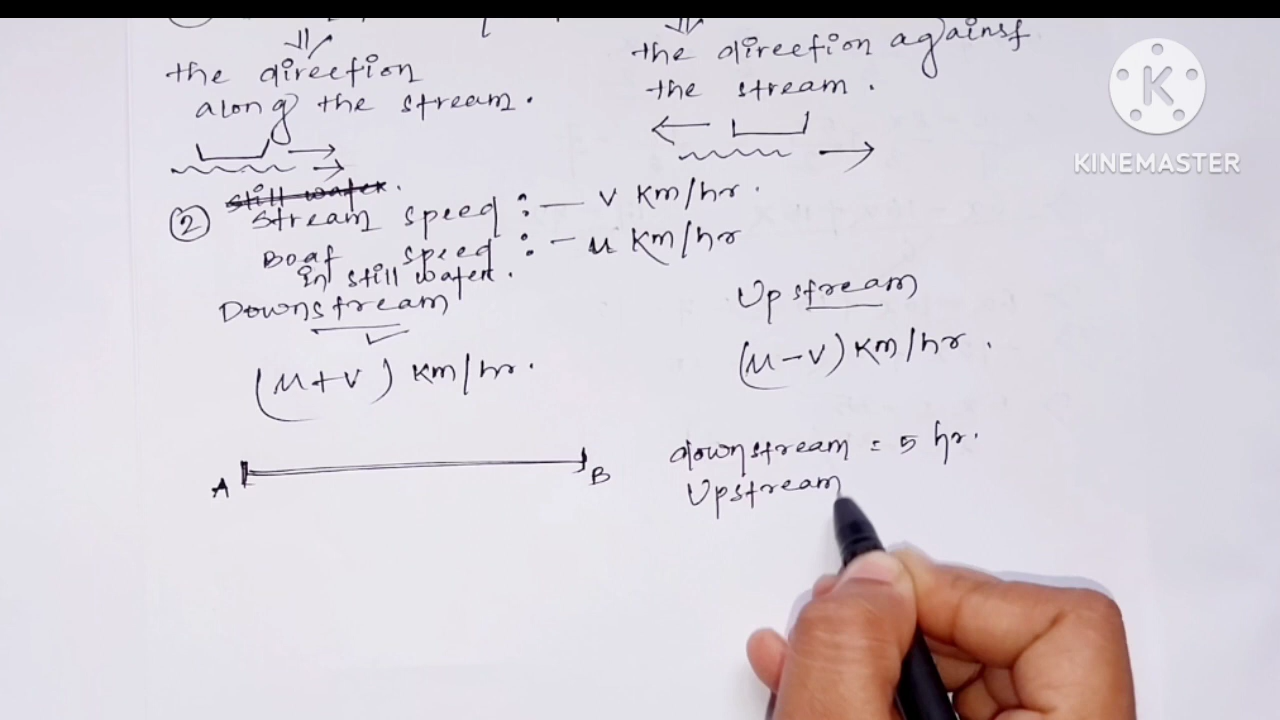 the direction
along the stream.
the direction against
the stream.
still water.
② Stream speed :— v km/hr.
Boat speed :— u km/hr
in still water.
Downstream
(u+v) km/hr.
Upstream
(u-v) km/hr.
A B
downstream = 5 hr.
Upstream
K
KINEMASTER